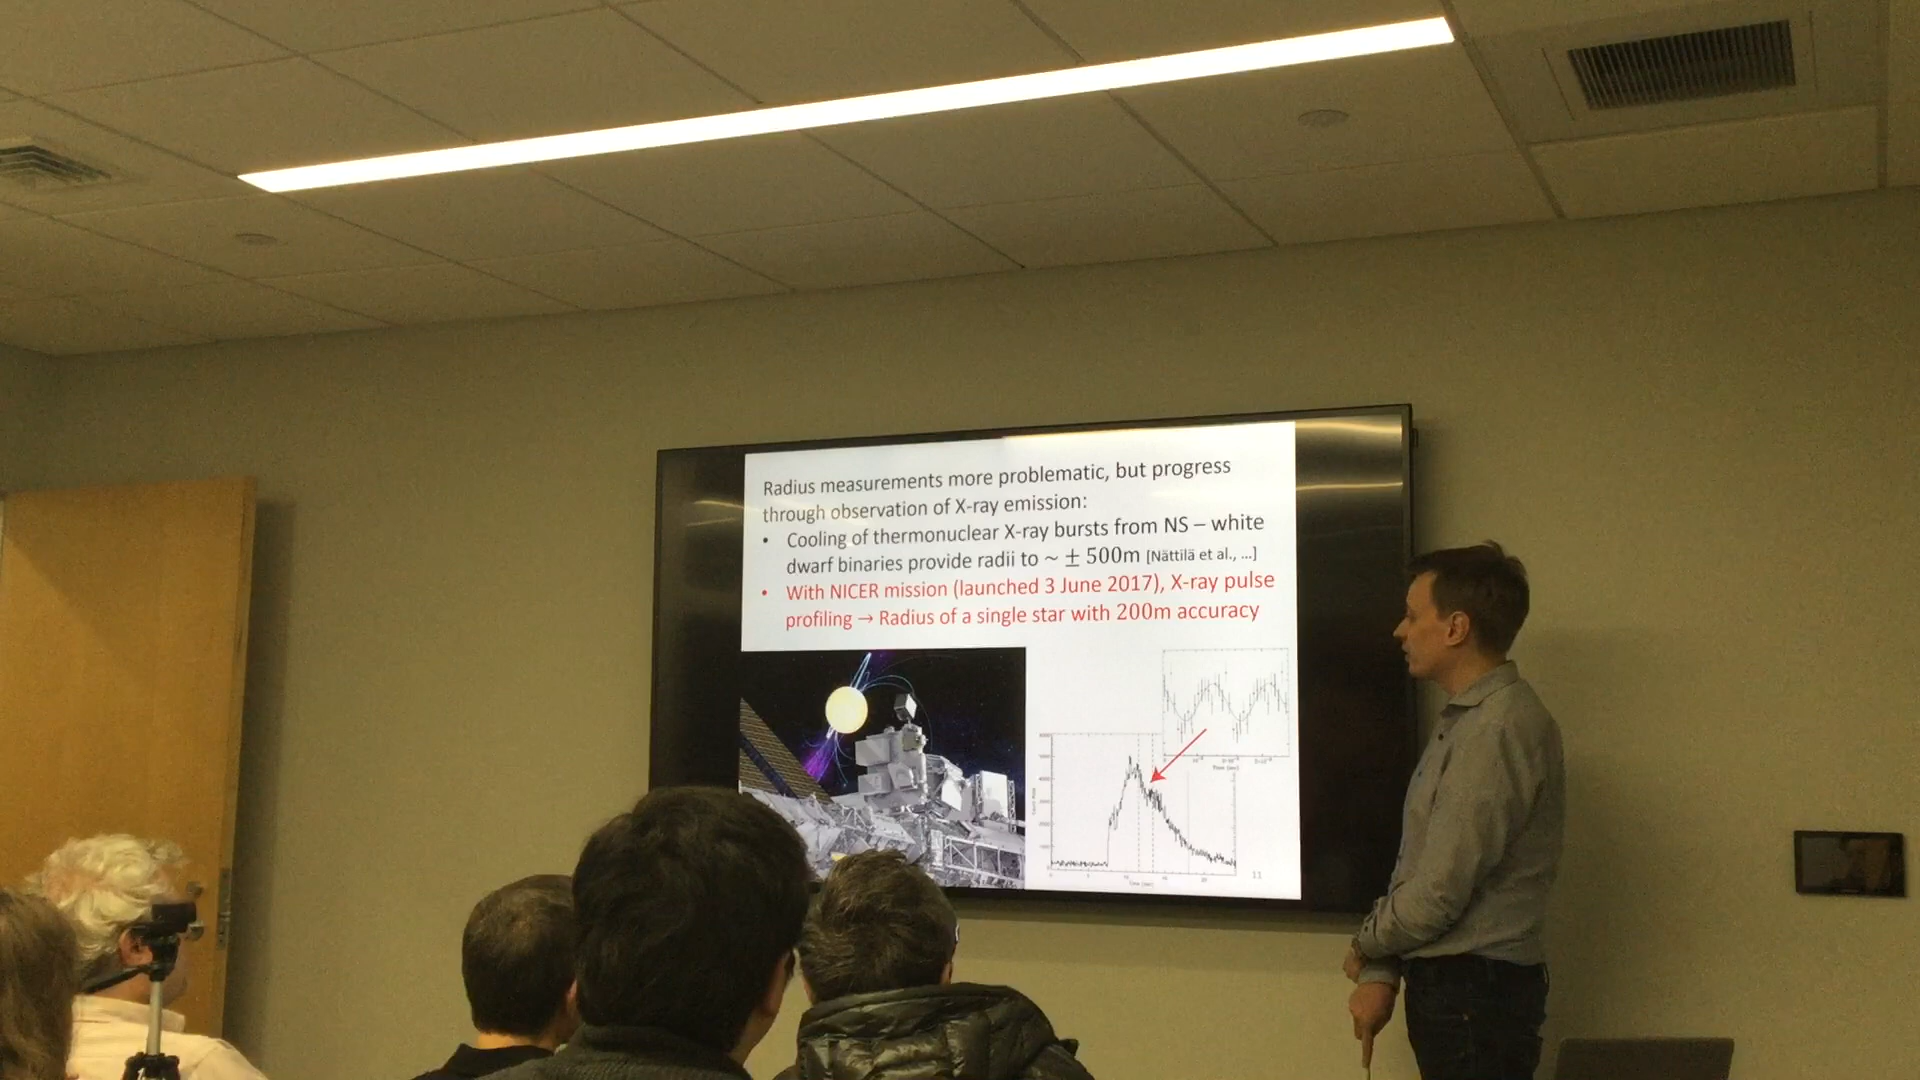 Radius measurements more problematic, but progress
through observation of X-ray emission:
• Cooling of thermonuclear X-ray bursts from NS – white
dwarf binaries provide radii to ~ ± 500m [Nättilä et al., ...]
• With NICER mission (launched 3 June 2017), X-ray pulse
profiling → Radius of a single star with 200m accuracy
11